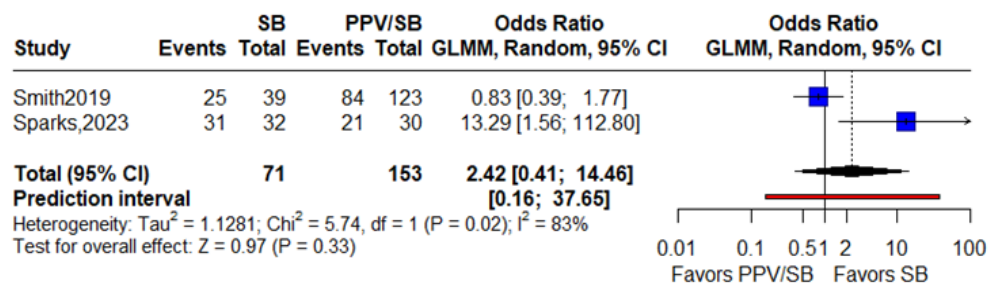 SB PPV/SB Odds Ratio Odds Ratio
Study Events Total Events Total GLMM, Random, 95% CI GLMM, Random, 95% CI
Smith2019 25 39 84 123 0.83 [0.39; 1.77]
Sparks,2023 31 32 21 30 13.29 [1.56; 112.80]
Total (95% CI) 71 153 2.42 [0.41; 14.46]
Prediction interval [0.16; 37.65]
Heterogeneity: Tau² = 1.1281; Chi² = 5.74, df = 1 (P = 0.02); I² = 83%
Test for overall effect: Z = 0.97 (P = 0.33)
0.01 0.1 0.5 1 2 10 100
Favors PPV/SB Favors SB